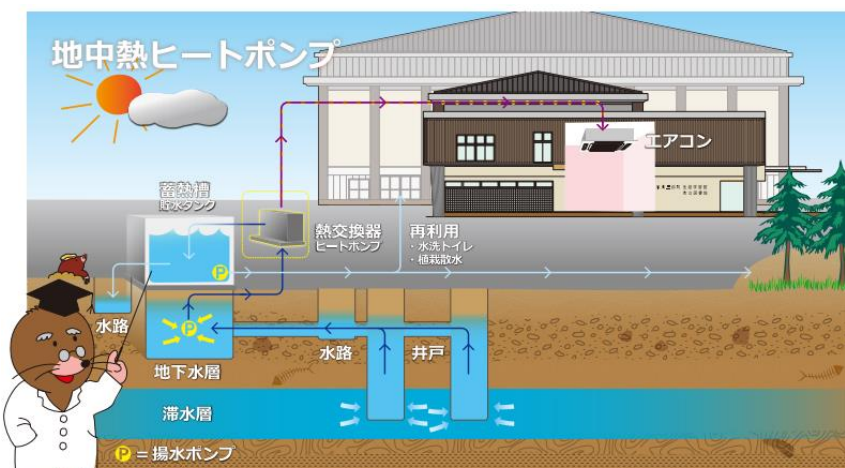 地中熱ヒートポンプ
エアコン
蓄熱槽
貯水タンク
熱交換器
ヒートポンプ
再利用
・水洗トイレ
・植栽散水
P
水路
P
地下水層
水路
井戸
滞水層
P=揚水ポンプ